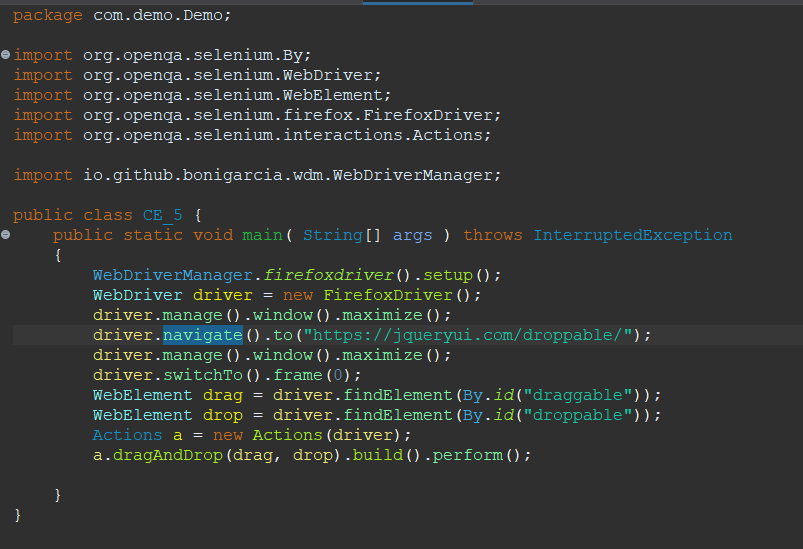 package com.demo.Demo;
import org.openqa.selenium.By;
import org.openqa.selenium.WebDriver;
import org.openqa.selenium.WebElement;
import org.openqa.selenium.firefox.FirefoxDriver;
import org.openqa.selenium.interactions.Actions;
import io.github.bonigarcia.wdm.WebDriverManager;
public class CE_5 {
    public static void main( String[] args ) throws InterruptedException
    {
        WebDriverManager.firefoxdriver().setup();
        WebDriver driver = new FirefoxDriver();
        driver.manage().window().maximize();
        driver.navigate().to("https://jqueryui.com/droppable/");
        driver.manage().window().maximize();
        driver.switchTo().frame(0);
        WebElement drag = driver.findElement(By.id("draggable"));
        WebElement drop = driver.findElement(By.id("droppable"));
        Actions a = new Actions(driver);
        a.dragAndDrop(drag, drop).build().perform();
    }
}